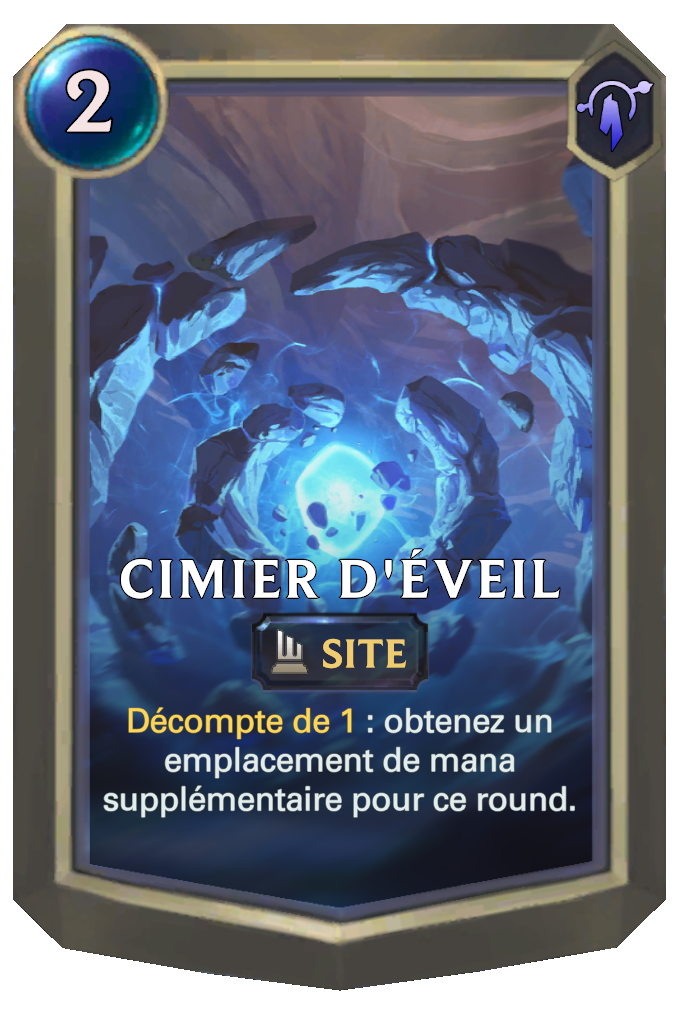 2
CIMIER D'ÉVEIL
SITE
Décompte de 1 : obtenez un
emplacement de mana
supplémentaire pour ce round.